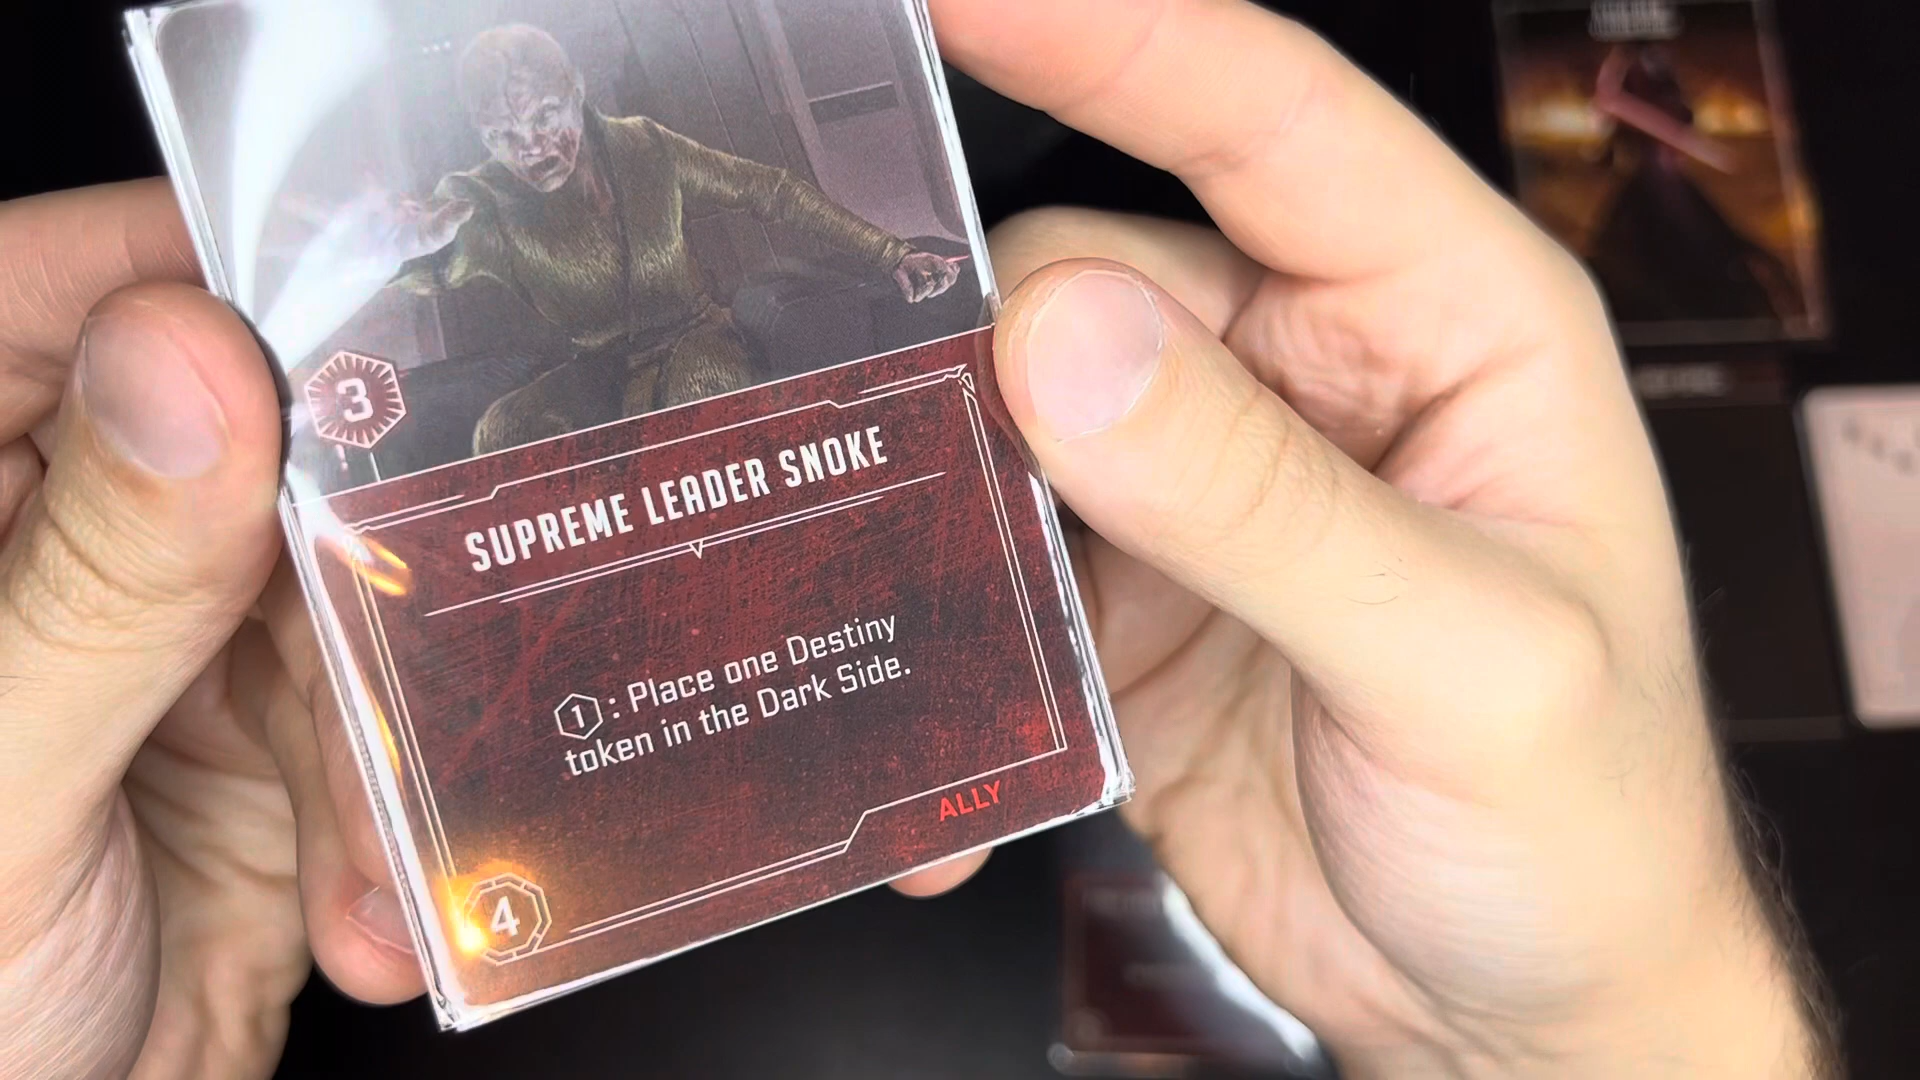 3
SUPREME LEADER SNOKE
1 : Place one Destiny
token in the Dark Side.
ALLY
4